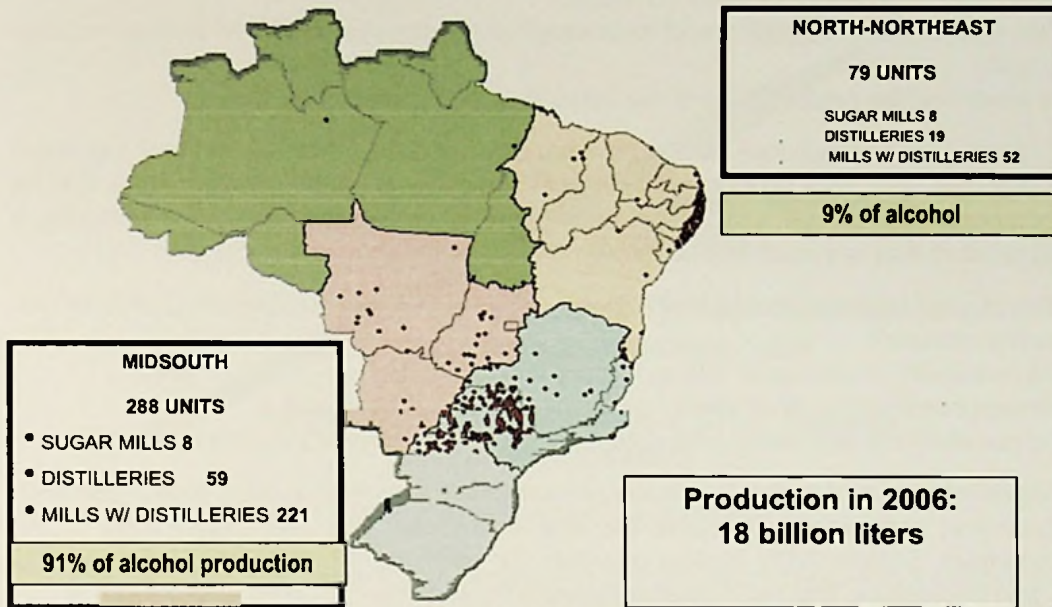 NORTH-NORTHEAST
79 UNITS
SUGAR MILLS 8
DISTILLERIES 19
MILLS W/ DISTILLERIES 52
9% of alcohol
MIDSOUTH
288 UNITS
• SUGAR MILLS 8
• DISTILLERIES 59
• MILLS W/ DISTILLERIES 221
91% of alcohol production
Production in 2006:
18 billion liters